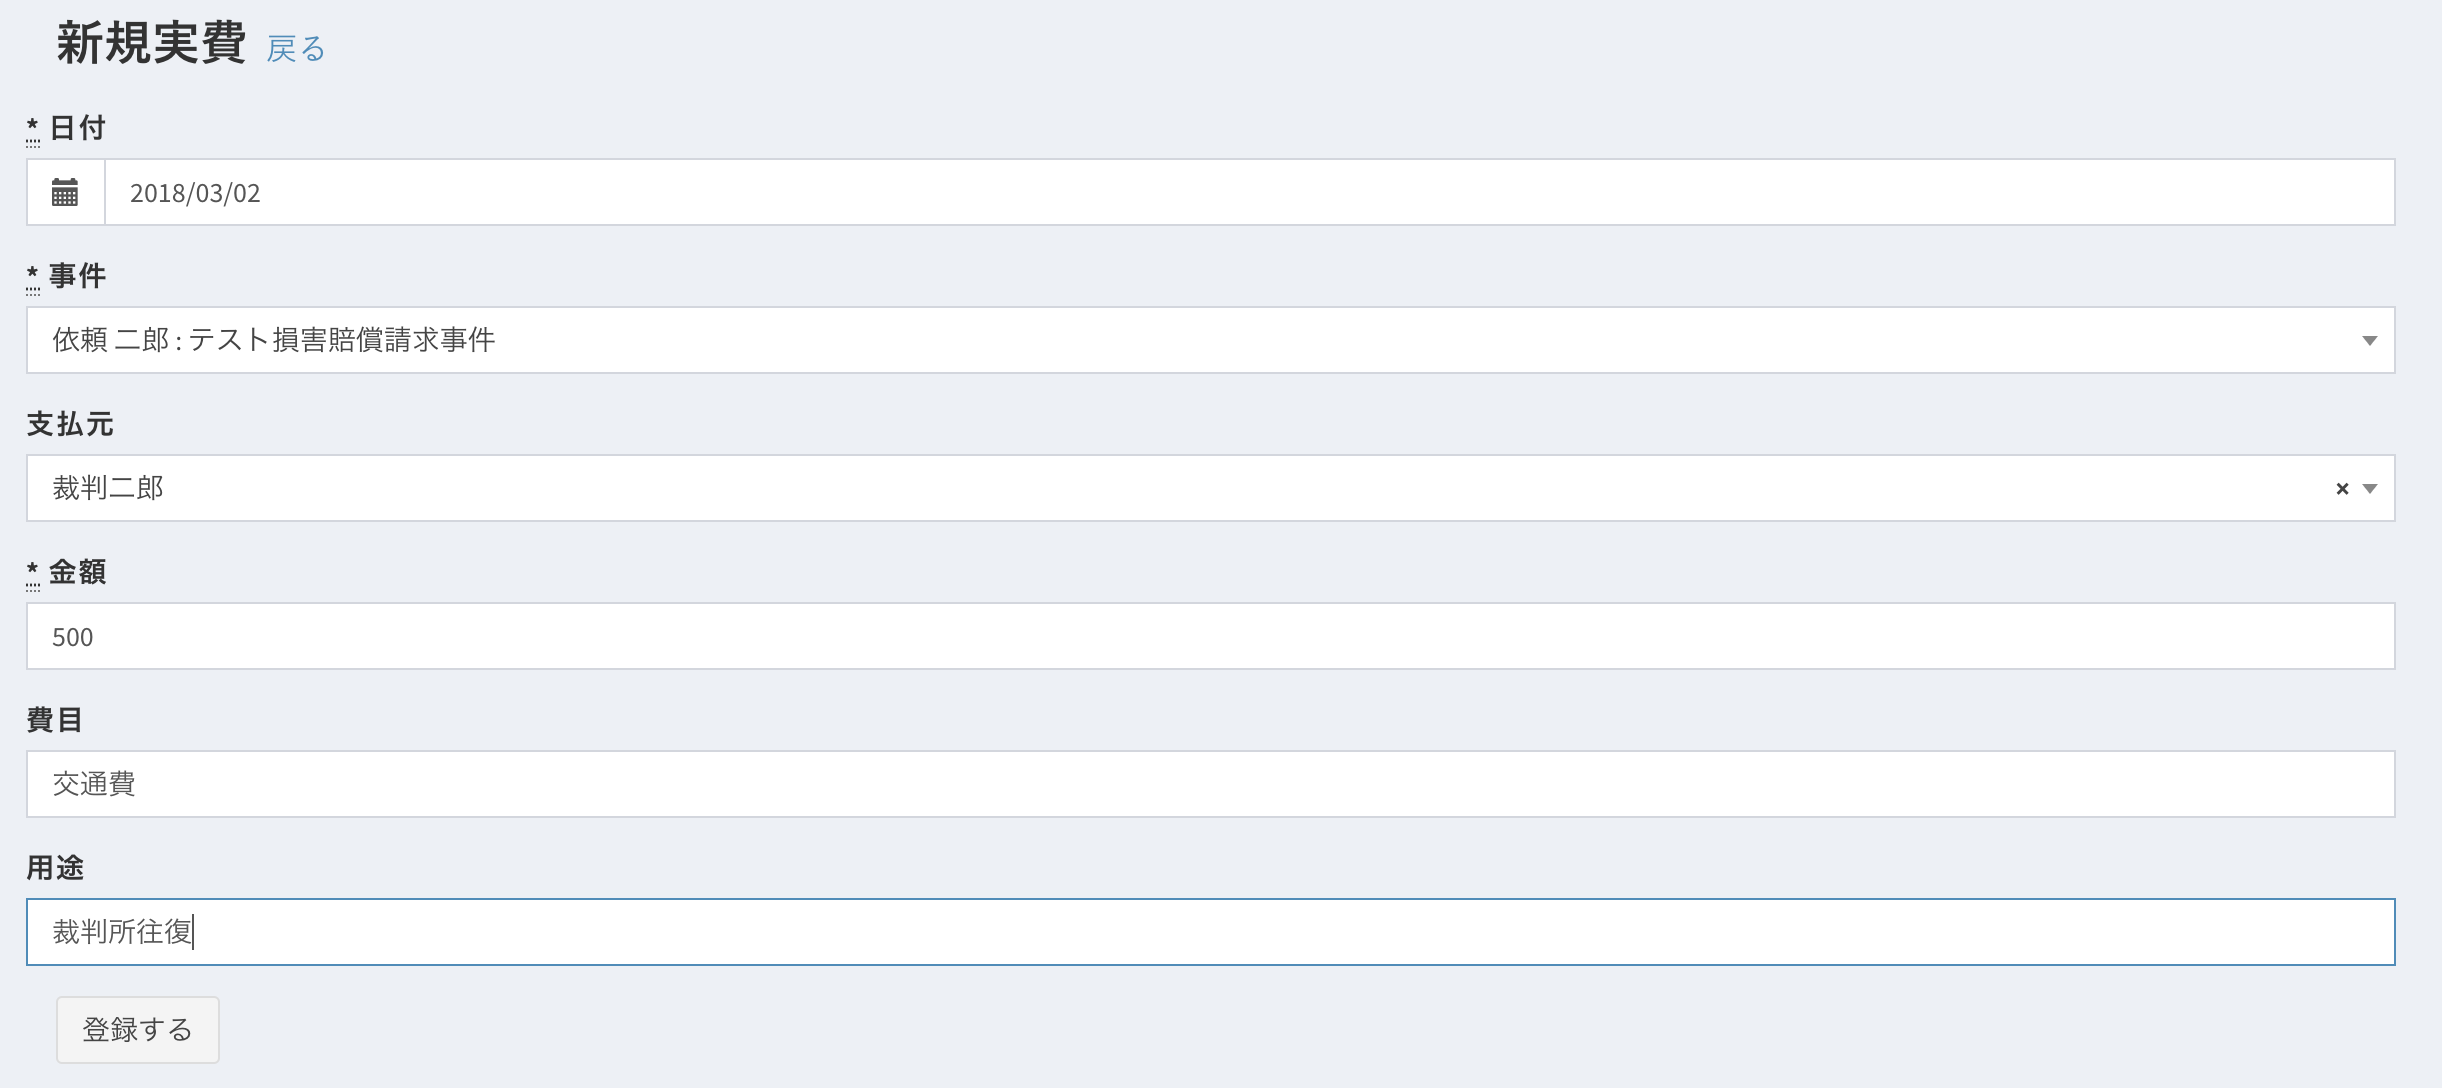 新規実費 戻る
* 日付
2018/03/02
* 事件
依頼 二郎 : テスト損害賠償請求事件
支払元
裁判二郎 ×
* 金額
500
費目
交通費
用途
裁判所往復
登録する